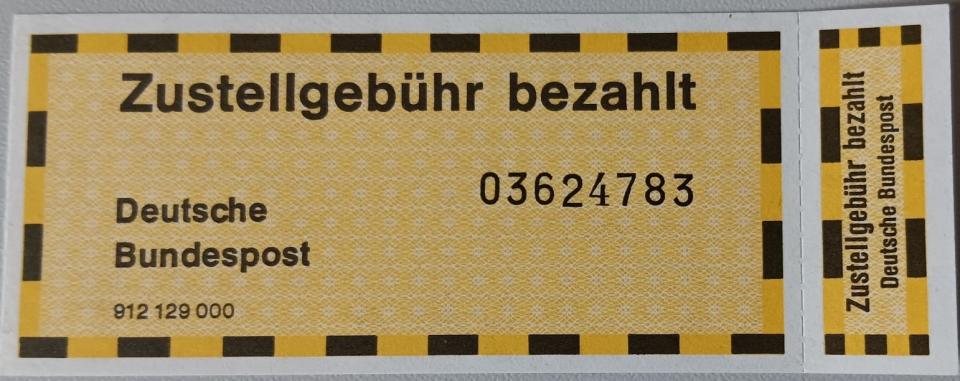 Zustellgebühr bezahlt
03624783
Deutsche
Bundespost
912 129 000
Zustellgebühr bezahlt
Deutsche Bundespost